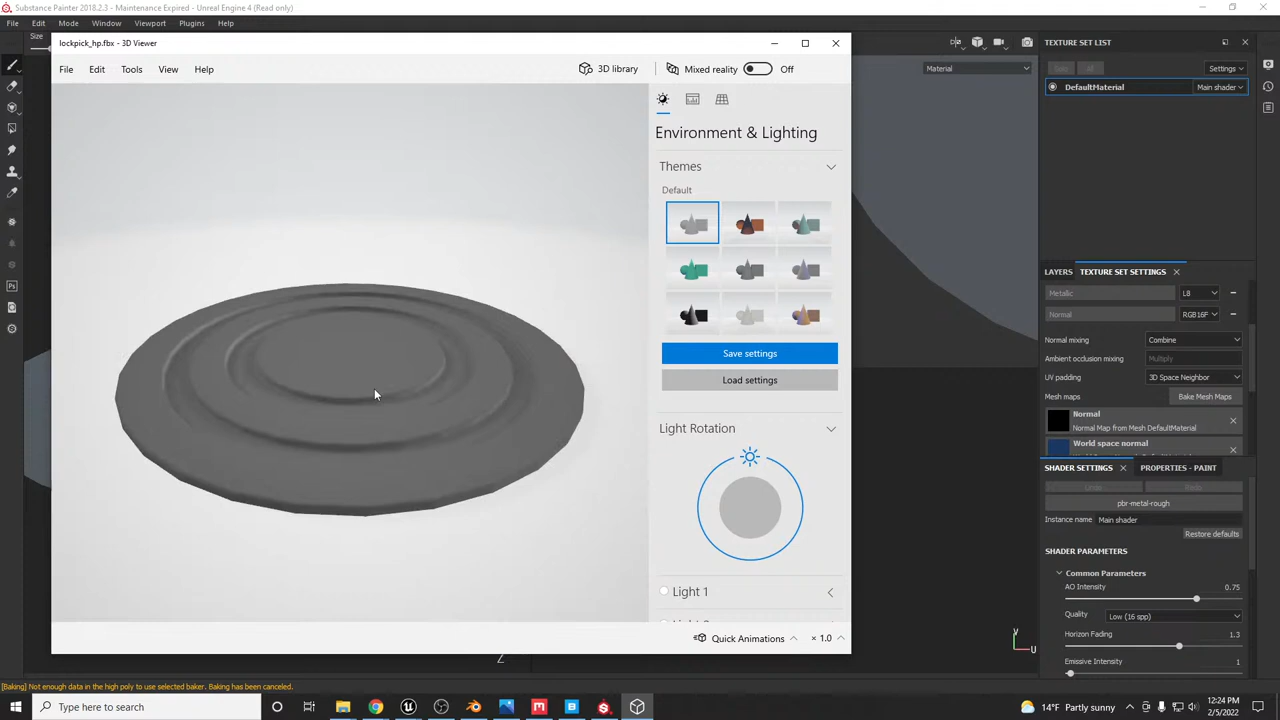 Substance Painter 2018.2.3 - Maintenance Expired - Unreal Engine 4 (Read only)
File Edit Mode Window Viewport Plugins Help
Size
lockpick_hp.fbx - 3D Viewer
File Edit Tools View Help
3D library
Mixed reality
Off
Environment & Lighting
Themes
Default
Save settings
Load settings
Light Rotation
Light 1
Quick Animations
× 1.0
Material
TEXTURE SET LIST
Solo All Settings
DefaultMaterial Main shader
LAYERS TEXTURE SET SETTINGS
Metallic L8
Normal RGB16F
Normal mixing Combine
Ambient occlusion mixing Multiply
UV padding 3D Space Neighbor
Mesh maps Bake Mesh Maps
Normal
Normal Map from Mesh DefaultMaterial
World space normal
SHADER SETTINGS PROPERTIES - PAINT
Undo Redo
pbr-metal-rough
Instance name Main shader
Restore defaults
SHADER PARAMETERS
Common Parameters
AO Intensity 0.75
Quality Low (16 spp)
Horizon Fading 1.3
Emissive Intensity 1
V
U
Z
[Baking] Not enough data in the high poly to use selected baker. Baking has been canceled.
Type here to search
14°F Partly sunny
12:24 PM
2/5/2022